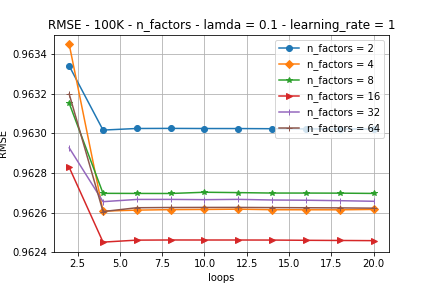 RMSE - 100K - n_factors - lamda = 0.1 - learning_rate = 1
0.9634
0.9632
0.9630
0.9628
0.9626
0.9624
RMSE
n_factors = 2
n_factors = 4
n_factors = 8
n_factors = 16
n_factors = 32
n_factors = 64
2.5 5.0 7.5 10.0 12.5 15.0 17.5 20.0
loops